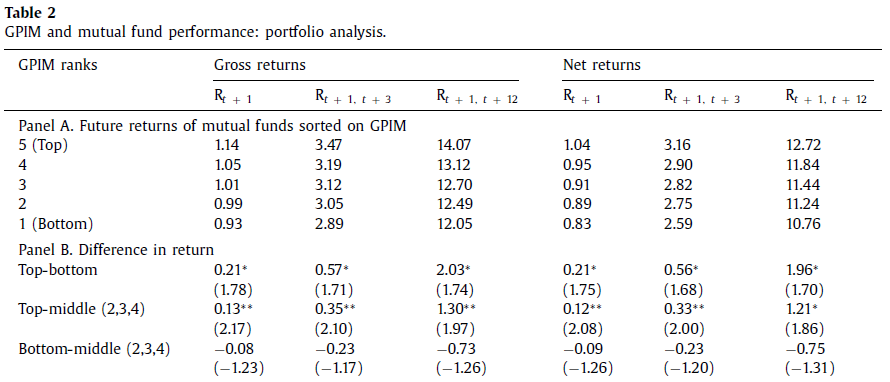 Table 2
GPIM and mutual fund performance: portfolio analysis.
GPIM ranks Gross returns Net returns
R_{t + 1} R_{t + 1, t + 3} R_{t + 1, t + 12} R_{t + 1} R_{t + 1, t + 3} R_{t + 1, t + 12}
Panel A. Future returns of mutual funds sorted on GPIM
5 (Top) 1.14 3.47 14.07 1.04 3.16 12.72
4 1.05 3.19 13.12 0.95 2.90 11.84
3 1.01 3.12 12.70 0.91 2.82 11.44
2 0.99 3.05 12.49 0.89 2.75 11.24
1 (Bottom) 0.93 2.89 12.05 0.83 2.59 10.76
Panel B. Difference in return
Top-bottom 0.21* 0.57* 2.03* 0.21* 0.56* 1.96*
(1.78) (1.71) (1.74) (1.75) (1.68) (1.70)
Top-middle (2,3,4) 0.13** 0.35** 1.30** 0.12** 0.33** 1.21*
(2.17) (2.10) (1.97) (2.08) (2.00) (1.86)
Bottom-middle (2,3,4) −0.08 −0.23 −0.73 −0.09 −0.23 −0.75
(−1.23) (−1.17) (−1.26) (−1.26) (−1.20) (−1.31)